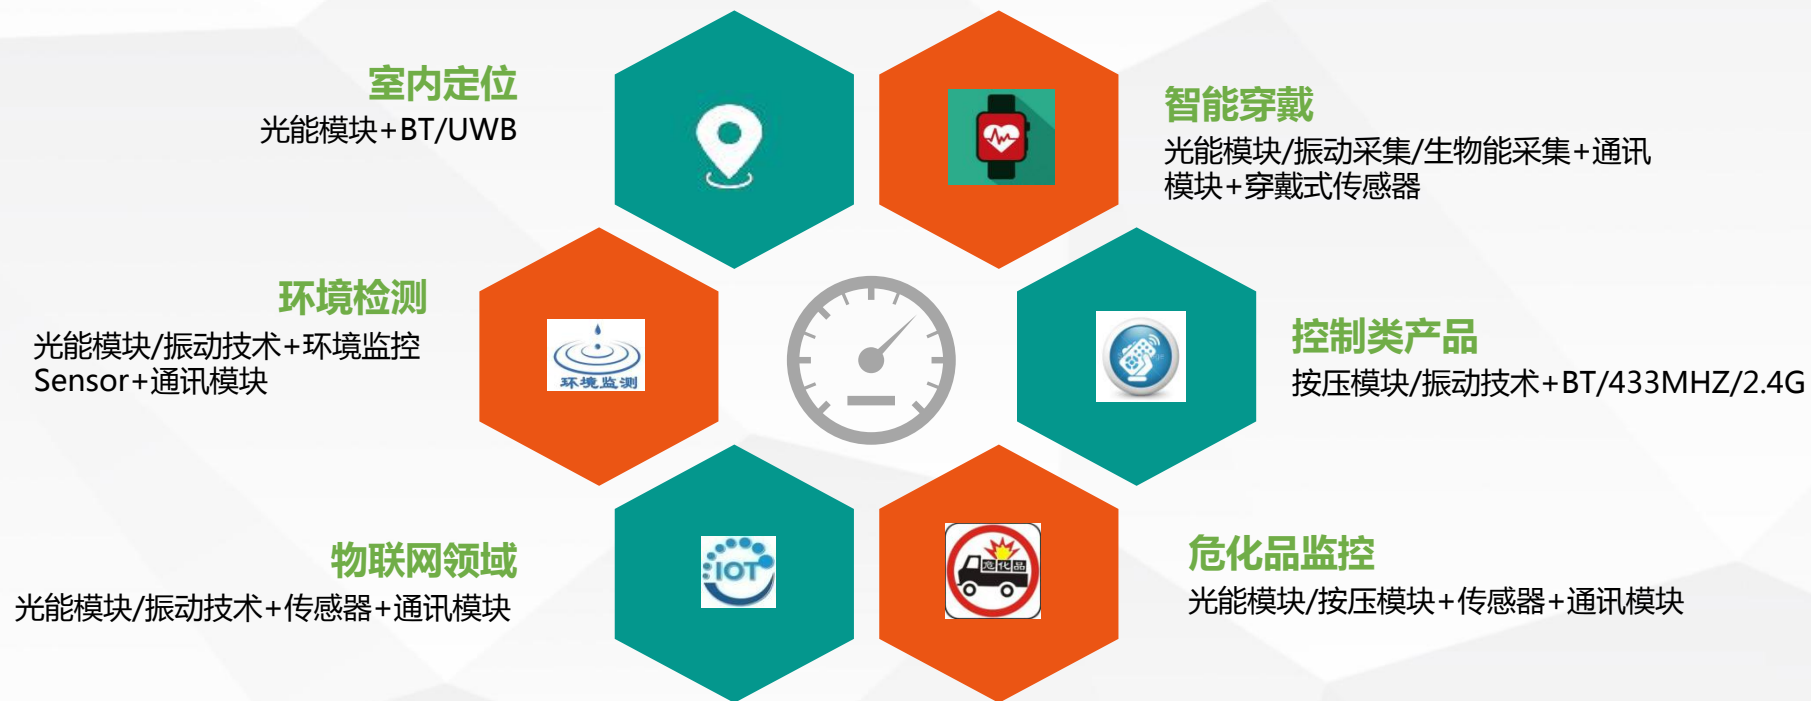 室内定位
光能模块+BT/UWB
智能穿戴
光能模块/振动采集/生物能采集+通讯
模块+穿戴式传感器
环境检测
光能模块/振动技术+环境监控
Sensor+通讯模块
环境监测
控制类产品
按压模块/振动技术+BT/433MHZ/2.4G
物联网领域
光能模块/振动技术+传感器+通讯模块
IOT
危化品
危化品监控
光能模块/按压模块+传感器+通讯模块